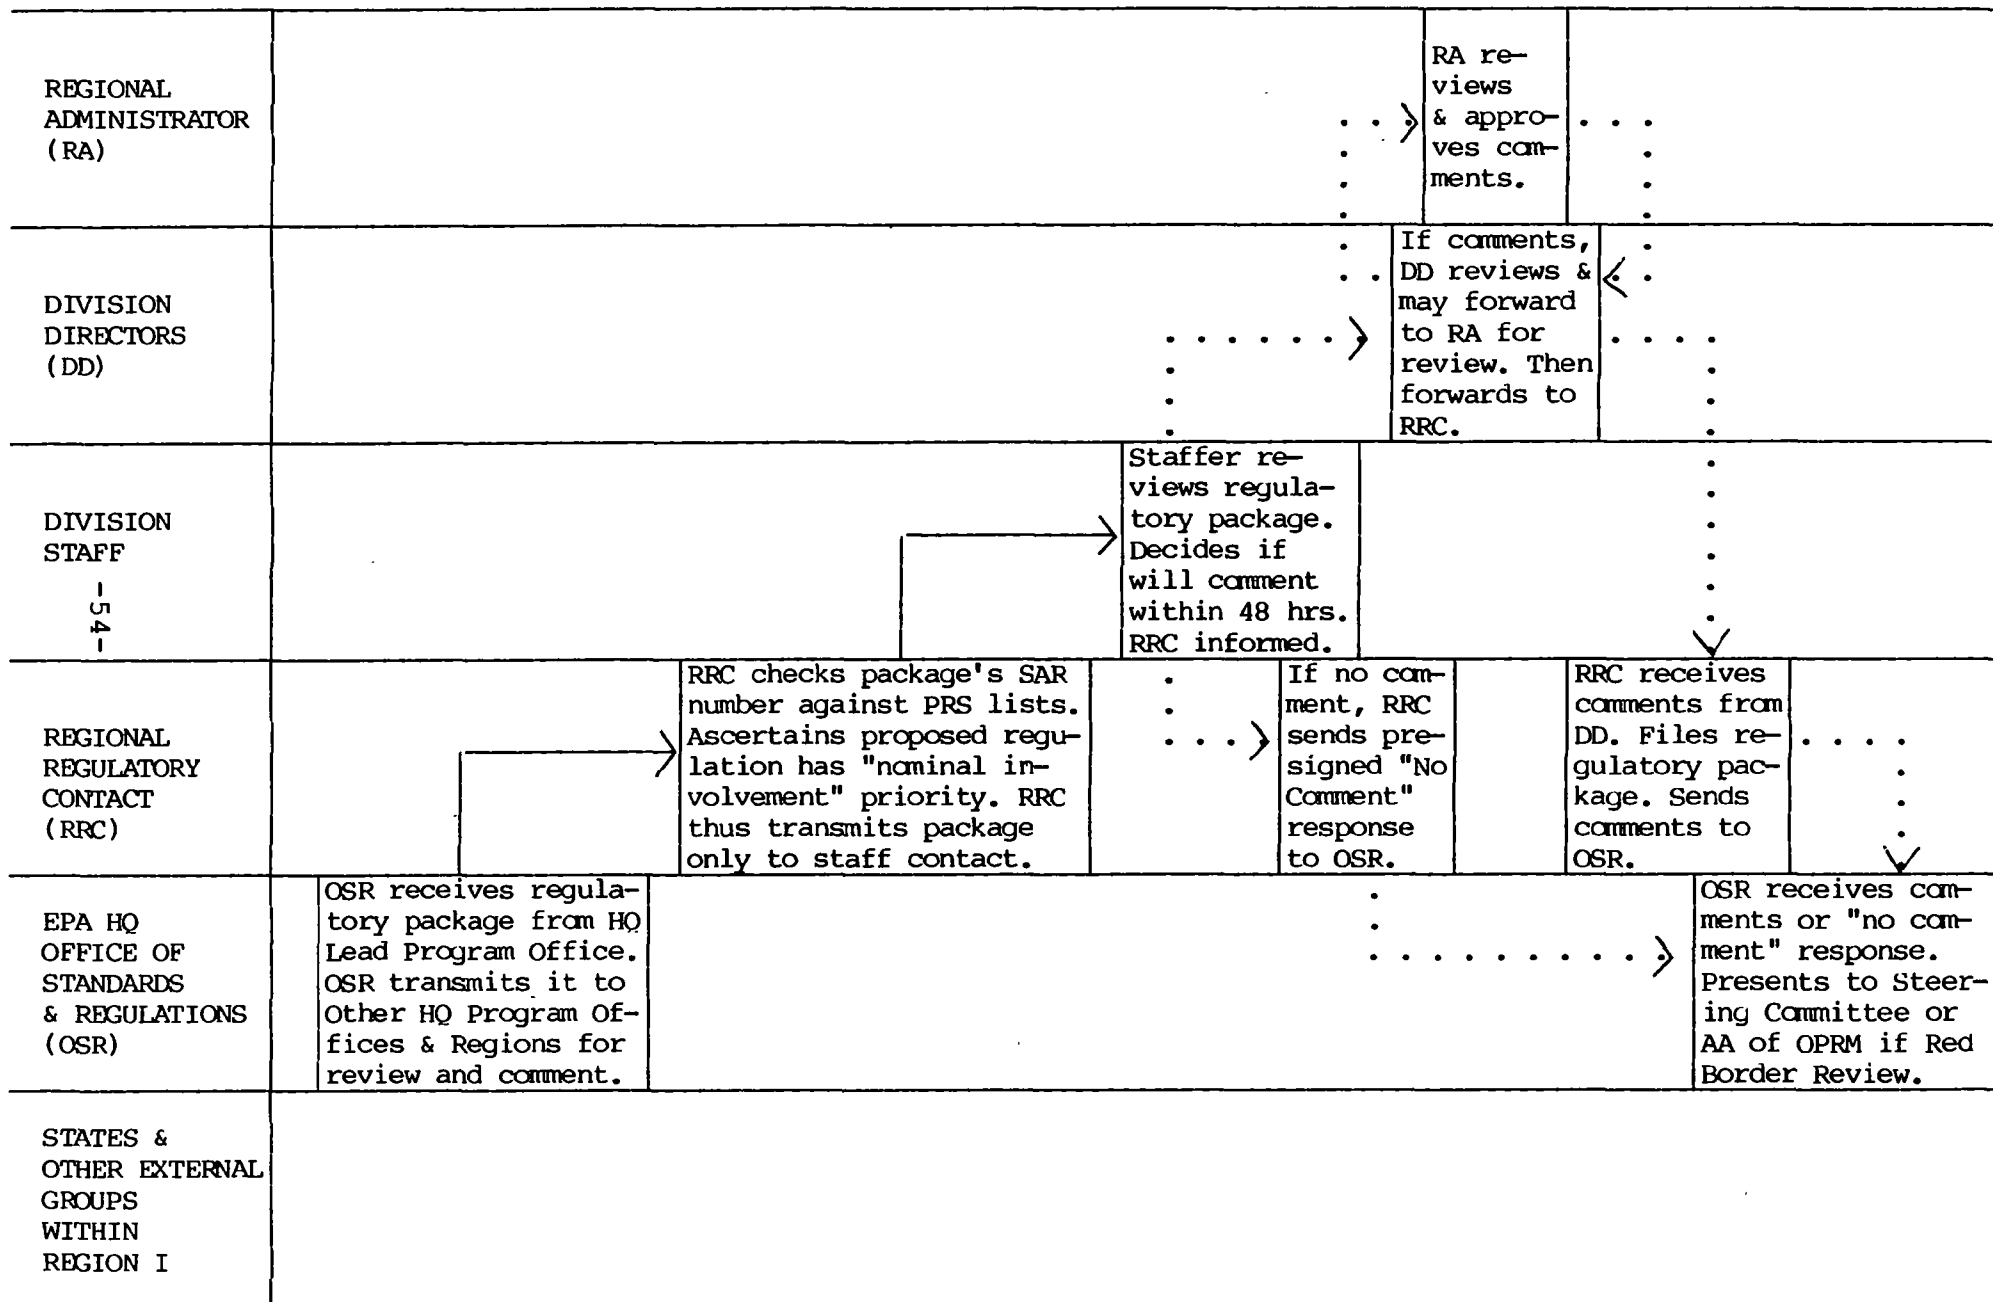 REGIONAL
ADMINISTRATOR
(RA)
RA re-
views
& appro-
ves com-
ments.
DIVISION
DIRECTORS
(DD)
If comments,
DD reviews &
may forward
to RA for
review. Then
forwards to
RRC.
DIVISION
STAFF
-54-
Staffer re-
views regula-
tory package.
Decides if
will comment
within 48 hrs.
RRC informed.
REGIONAL
REGULATORY
CONTACT
(RRC)
RRC checks package's SAR
number against PRS lists.
Ascertains proposed regu-
lation has "nominal in-
volvement" priority. RRC
thus transmits package
only to staff contact.
If no com-
ment, RRC
sends pre-
signed "No
Comment"
response
to OSR.
RRC receives
comments from
DD. Files re-
gulatory pac-
kage. Sends
comments to
OSR.
EPA HQ
OFFICE OF
STANDARDS
& REGULATIONS
(OSR)
OSR receives regula-
tory package from HQ
Lead Program Office.
OSR transmits it to
Other HQ Program Of-
fices & Regions for
review and comment.
OSR receives com-
ments or "no com-
ment" response.
Presents to Steer-
ing Committee or
AA of OPRM if Red
Border Review.
STATES &
OTHER EXTERNAL
GROUPS
WITHIN
REGION I